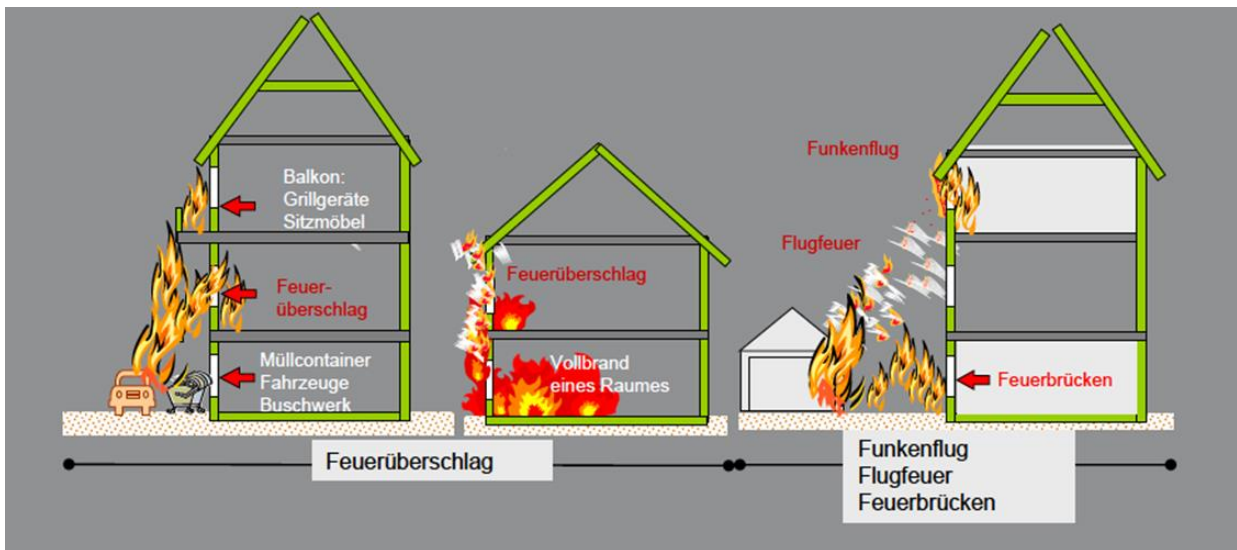 Balkon:
Grillgeräte
Sitzmöbel
Feuer-
überschlag
Müllcontainer
Fahrzeuge
Buschwerk
Feuerüberschlag
Vollbrand
eines Raumes
Funkenflug
Flugfeuer
Feuerbrücken
Feuerüberschlag
Funkenflug
Flugfeuer
Feuerbrücken